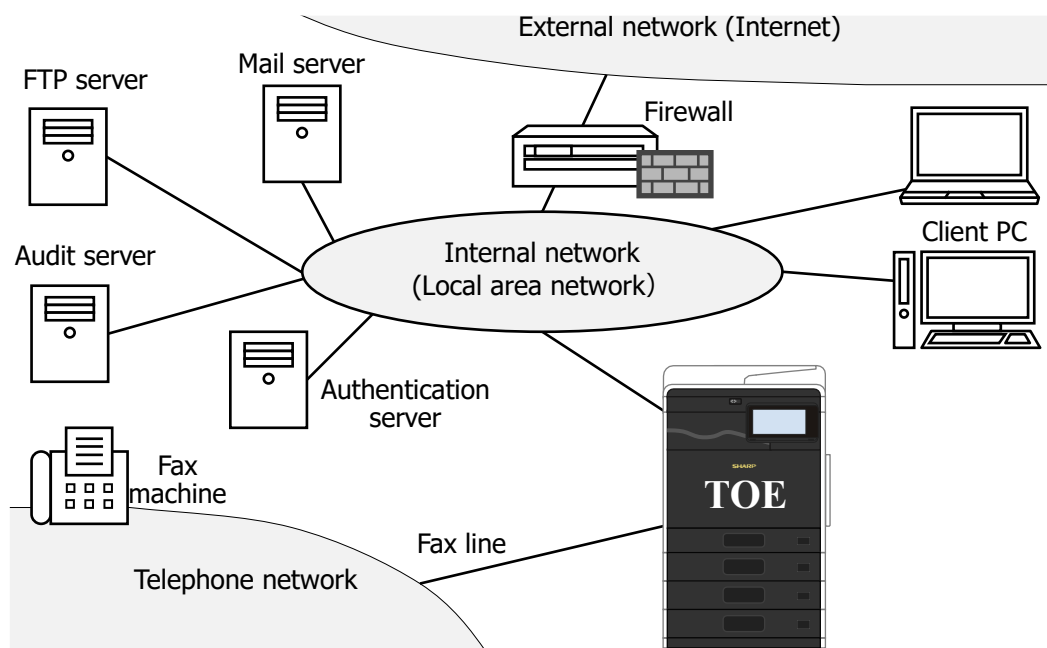 External network (Internet)
FTP server
Mail server
Firewall
Audit server
Internal network
(Local area network）
Client PC
Authentication
server
SHARP
TOE
Fax
machine
Fax line
Telephone network